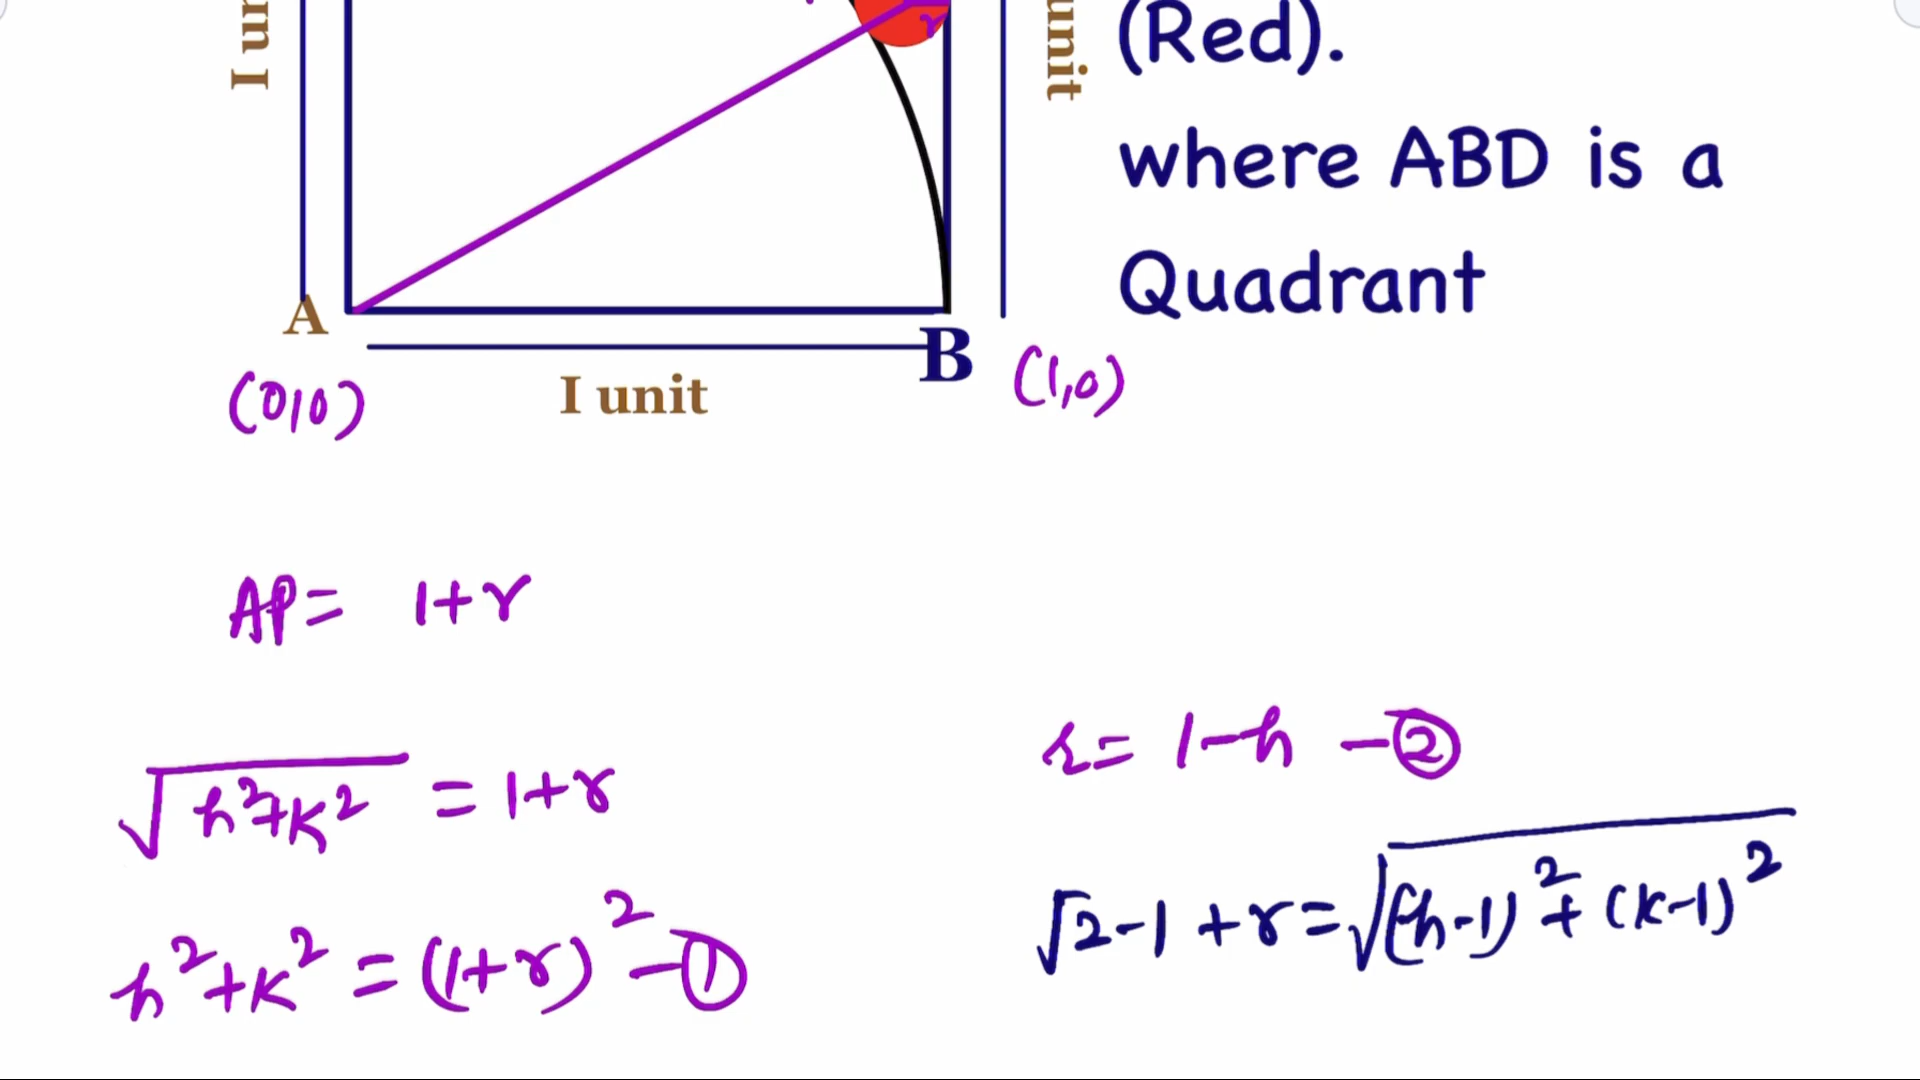 I u
unit
r
(Red).
where ABD is a
Quadrant
A
B
(0,0)
I unit
(1,0)
AP = 1+r
r = 1-h -②
√h²+k² = 1+r
√2-1+r = √(h-1)²+(k-1)²
h²+k² = (1+r)² -①